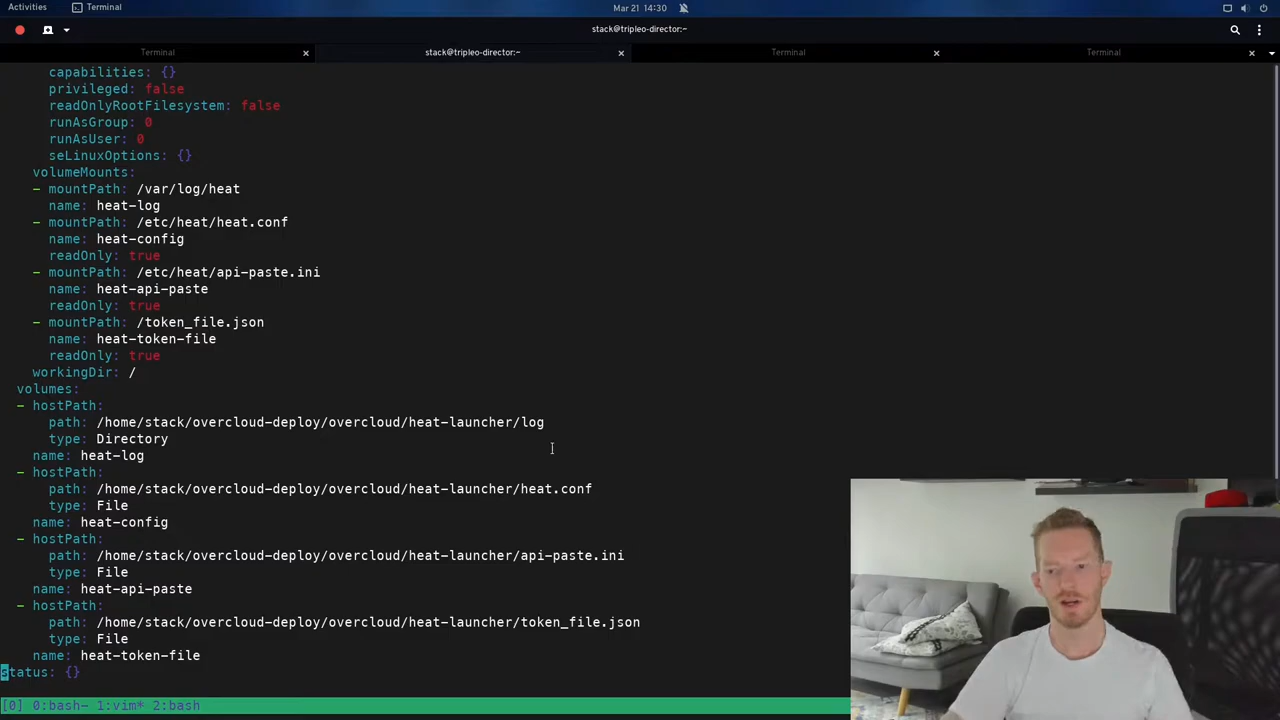 Activities
Terminal
Mar 21 14:30
stack@tripleo-director:~
Terminal
stack@tripleo-director:~
Terminal
Terminal
capabilities: {}
privileged: false
readOnlyRootFilesystem: false
runAsGroup: 0
runAsUser: 0
seLinuxOptions: {}
volumeMounts:
- mountPath: /var/log/heat
name: heat-log
- mountPath: /etc/heat/heat.conf
name: heat-config
readOnly: true
- mountPath: /etc/heat/api-paste.ini
name: heat-api-paste
readOnly: true
- mountPath: /token_file.json
name: heat-token-file
readOnly: true
workingDir: /
volumes:
- hostPath:
path: /home/stack/overcloud-deploy/overcloud/heat-launcher/log
type: Directory
name: heat-log
- hostPath:
path: /home/stack/overcloud-deploy/overcloud/heat-launcher/heat.conf
type: File
name: heat-config
- hostPath:
path: /home/stack/overcloud-deploy/overcloud/heat-launcher/api-paste.ini
type: File
name: heat-api-paste
- hostPath:
path: /home/stack/overcloud-deploy/overcloud/heat-launcher/token_file.json
type: File
name: heat-token-file
status: {}
[0] 0:bash- 1:vim* 2:bash